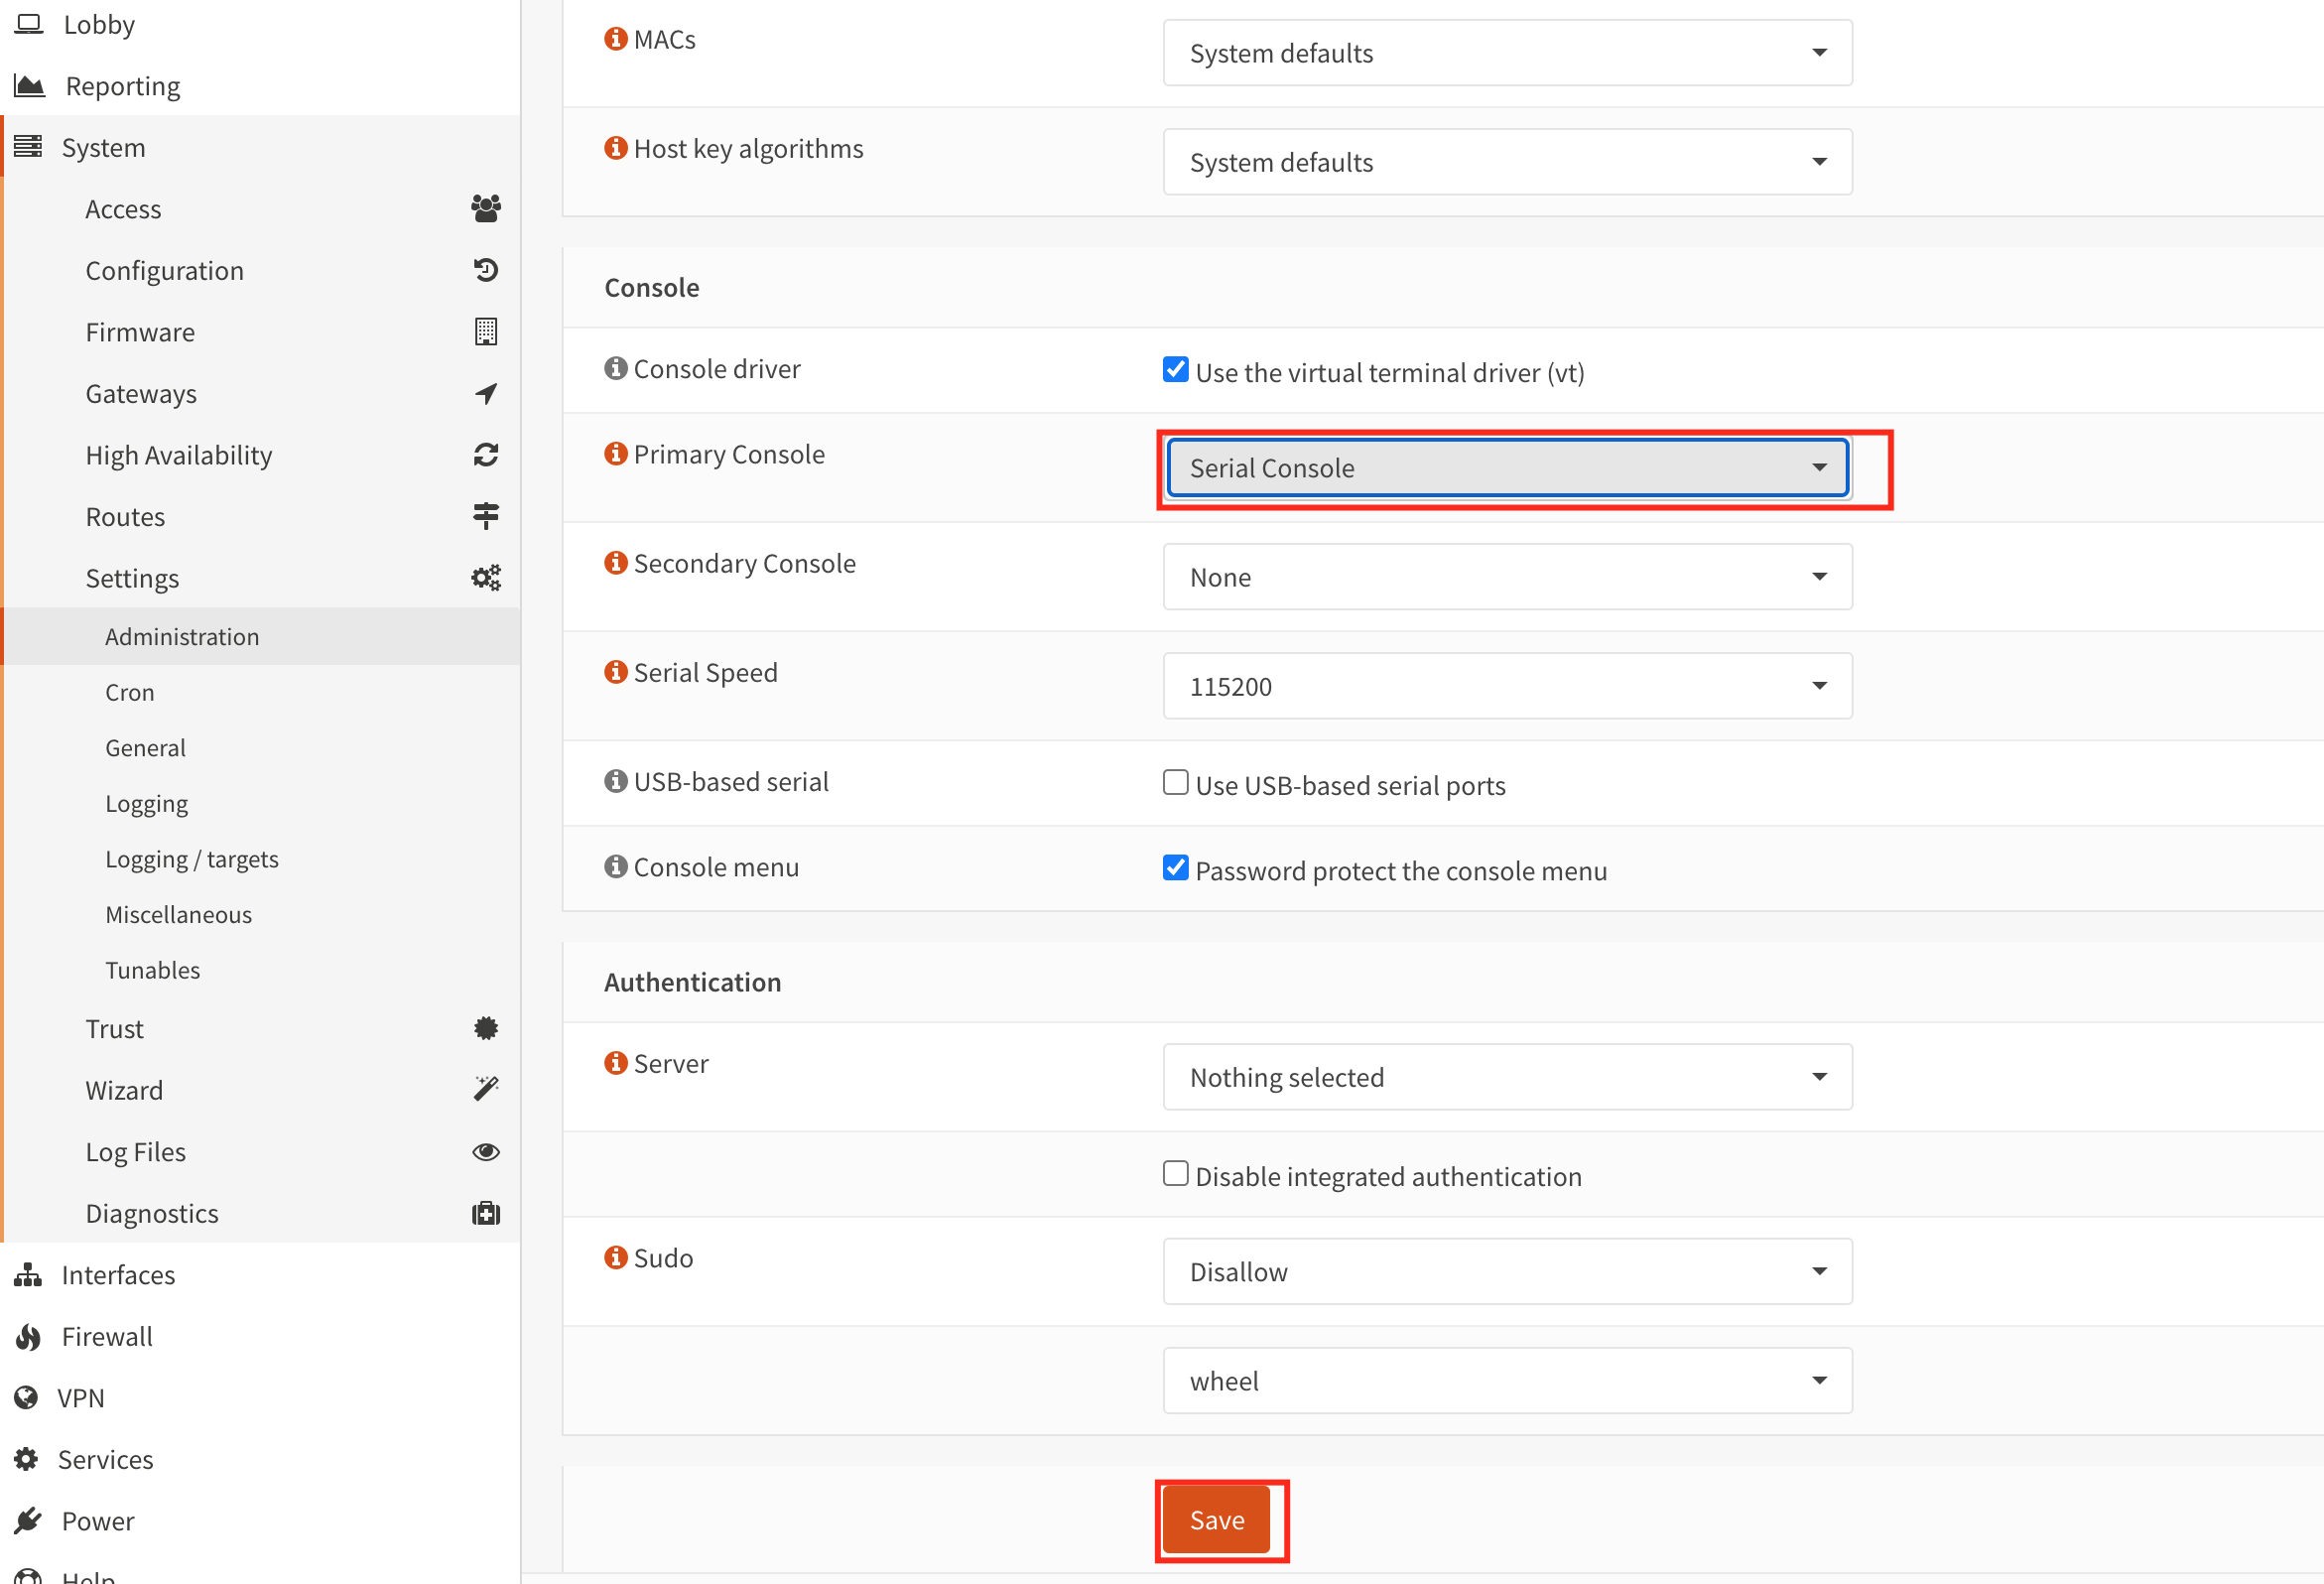 Lobby
Reporting
System
Access
Configuration
Firmware
Gateways
High Availability
Routes
Settings
Administration
Cron
General
Logging
Logging / targets
Miscellaneous
Tunables
Trust
Wizard
Log Files
Diagnostics
Interfaces
Firewall
VPN
Services
Power
Help
MACs
System defaults
Host key algorithms
System defaults
Console
Console driver
Use the virtual terminal driver (vt)
Primary Console
Serial Console
Secondary Console
None
Serial Speed
115200
USB-based serial
Use USB-based serial ports
Console menu
Password protect the console menu
Authentication
Server
Nothing selected
Disable integrated authentication
Sudo
Disallow
wheel
Save